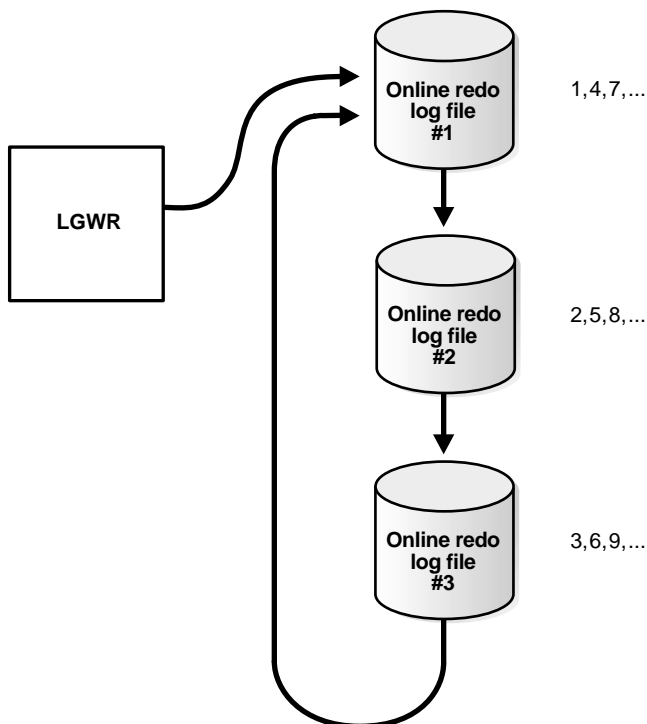 Online redo
log file
#1
1,4,7,...
LGWR
Online redo
log file
#2
2,5,8,...
Online redo
log file
#3
3,6,9,...